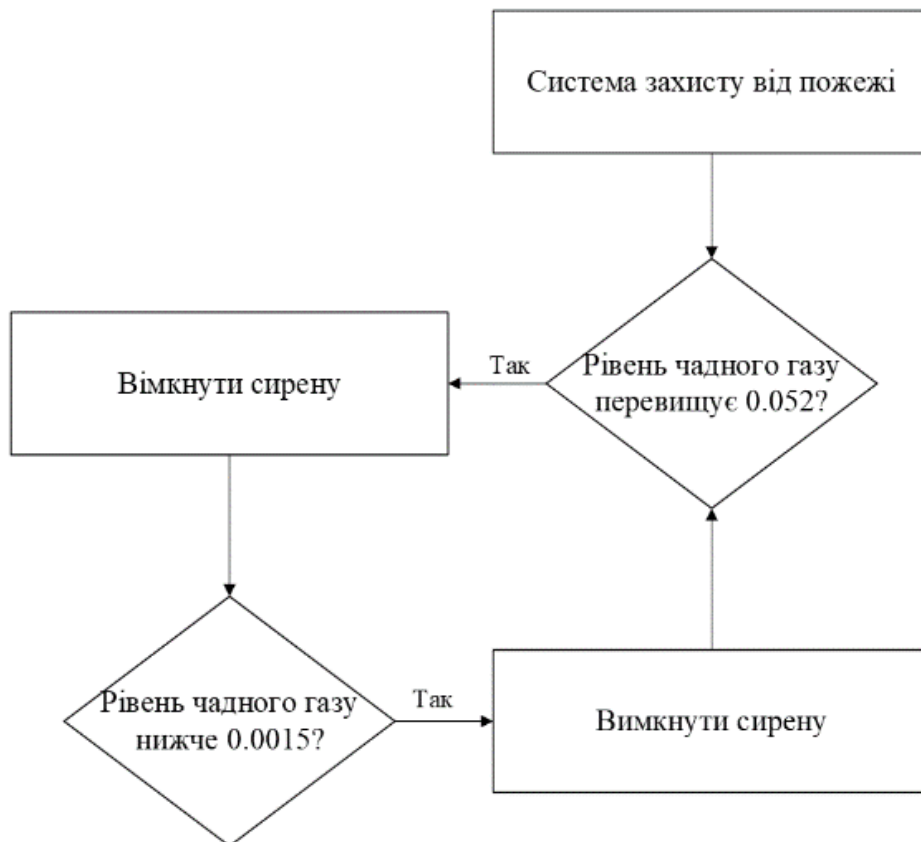 Система захисту від пожежі
Рівень чадного газу
перевищує 0.052?
Так
Вімкнути сирену
Рівень чадного газу
нижче 0.0015?
Так
Вимкнути сирену